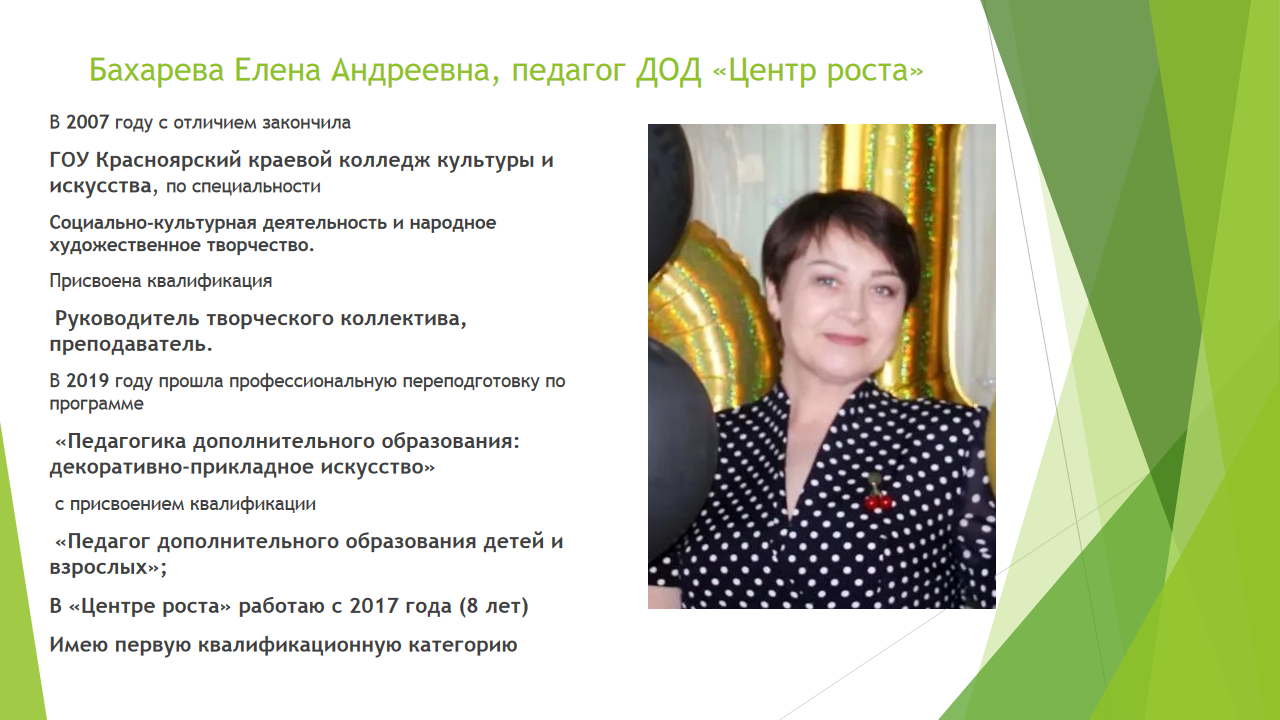 Бахарева Елена Андреевна, педагог ДОД «Центр роста»
В 2007 году с отличием закончила
ГОУ Красноярский краевой колледж культуры и
искусства, по специальности
Социально-культурная деятельность и народное
художественное творчество.
Присвоена квалификация
Руководитель творческого коллектива,
преподаватель.
В 2019 году прошла профессиональную переподготовку по
программе
«Педагогика дополнительного образования:
декоративно-прикладное искусство»
с присвоением квалификации
«Педагог дополнительного образования детей и
взрослых»;
В «Центре роста» работаю с 2017 года (8 лет)
Имею первую квалификационную категорию